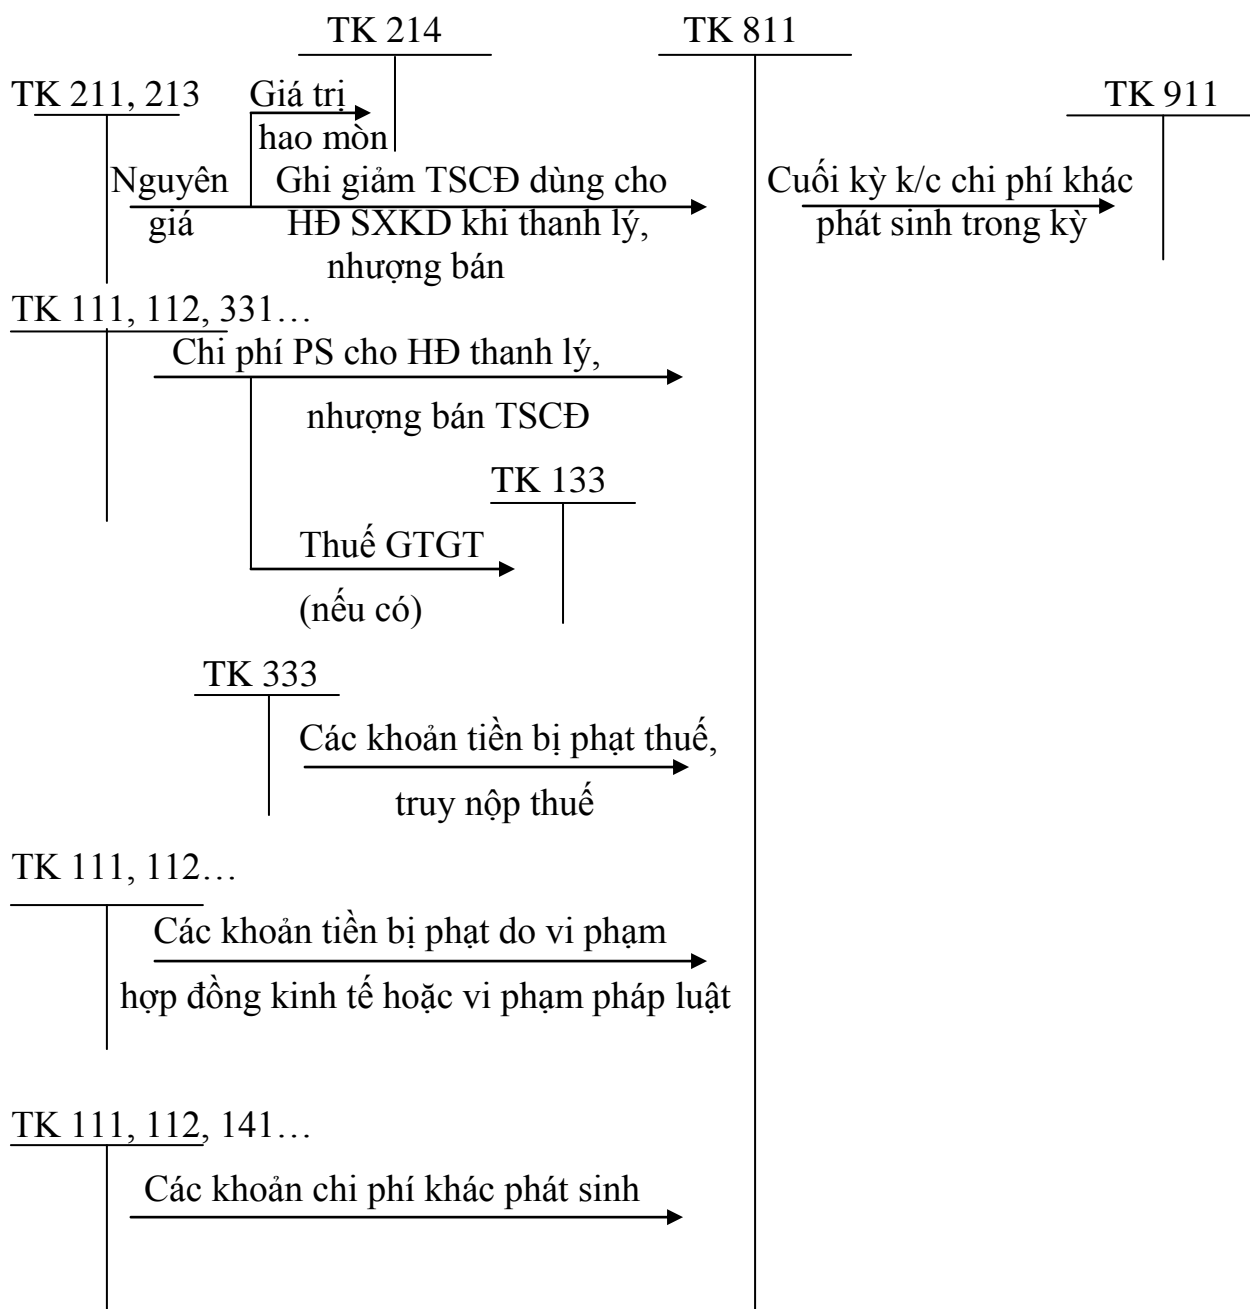 TK 214
TK 811
TK 211, 213
Giá trị
hao mòn
TK 911
Nguyên
giá
Ghi giảm TSCĐ dùng cho
HĐ SXKD khi thanh lý,
nhượng bán
Cuối kỳ k/c chi phí khác
phát sinh trong kỳ
TK 111, 112, 331…
Chi phí PS cho HĐ thanh lý,
nhượng bán TSCĐ
TK 133
Thuế GTGT
(nếu có)
TK 333
Các khoản tiền bị phạt thuế,
truy nộp thuế
TK 111, 112…
Các khoản tiền bị phạt do vi phạm
hợp đồng kinh tế hoặc vi phạm pháp luật
TK 111, 112, 141…
Các khoản chi phí khác phát sinh